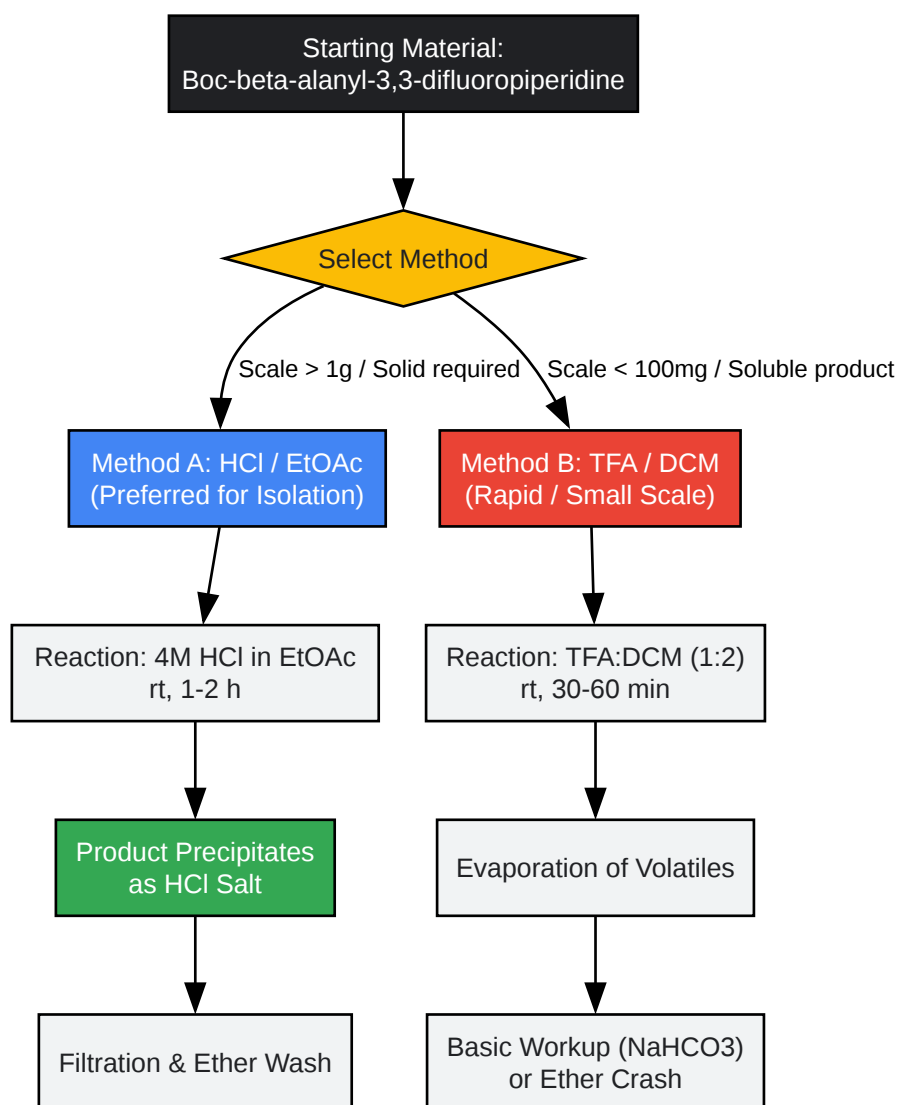 Starting Material:
Boc-beta-alanyl-3,3-difluoropiperidine
Select Method
Scale > 1g / Solid required
Scale < 100mg / Soluble product
Method A: HCl / EtOAc
(Preferred for Isolation)
Method B: TFA / DCM
(Rapid / Small Scale)
Reaction: 4M HCl in EtOAc
rt, 1-2 h
Reaction: TFA:DCM (1:2)
rt, 30-60 min
Product Precipitates
as HCl Salt
Evaporation of Volatiles
Filtration & Ether Wash
Basic Workup (NaHCO3)
or Ether Crash